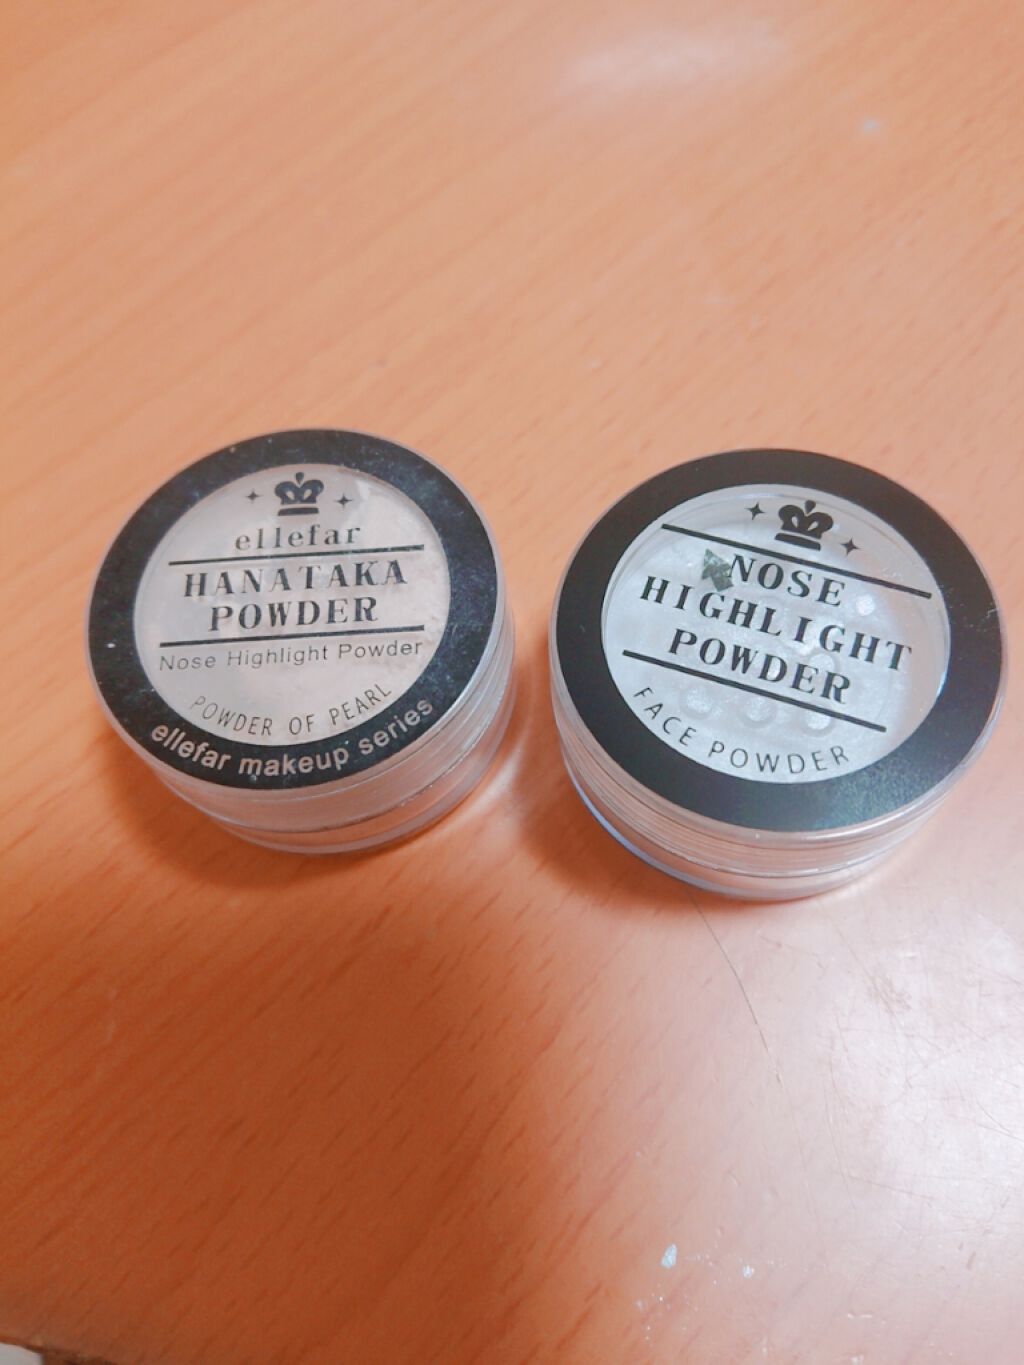 ellefar
HANATAKA
POWDER
Nose Highlight Powder
POWDER OF PEARL
ellefar makeup series
NOSE
HIGHLIGHT
POWDER
FACE POWDER